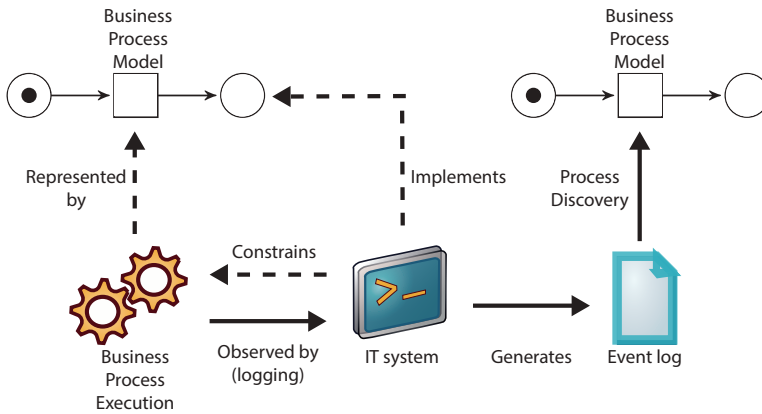 Business
Process
Model
Business
Process
Model
Represented
by
Implements
Process
Discovery
Constrains
Business
Process
Execution
Observed by
(logging)
IT system
Generates
Event log